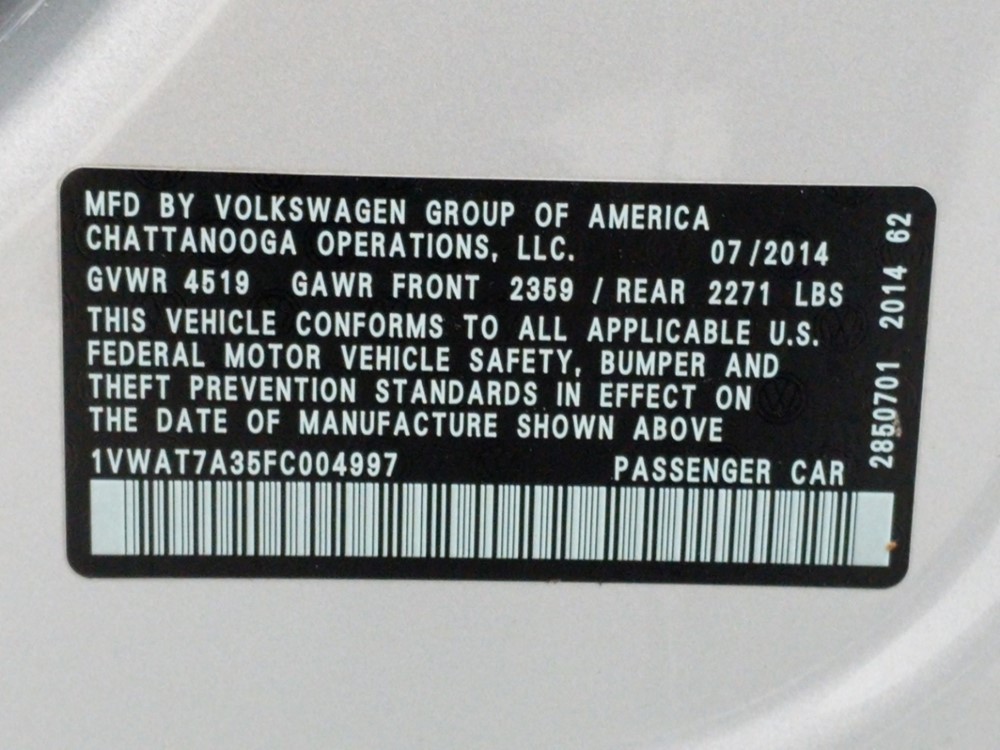 MFD BY VOLKSWAGEN GROUP OF AMERICA
CHATTANOOGA OPERATIONS, LLC. 07/2014
GVWR 4519 GAWR FRONT 2359 / REAR 2271 LBS
THIS VEHICLE CONFORMS TO ALL APPLICABLE U.S.
FEDERAL MOTOR VEHICLE SAFETY, BUMPER AND
THEFT PREVENTION STANDARDS IN EFFECT ON
THE DATE OF MANUFACTURE SHOWN ABOVE
1VWAT7A35FC004997 PASSENGER CAR
2850701 2014 62